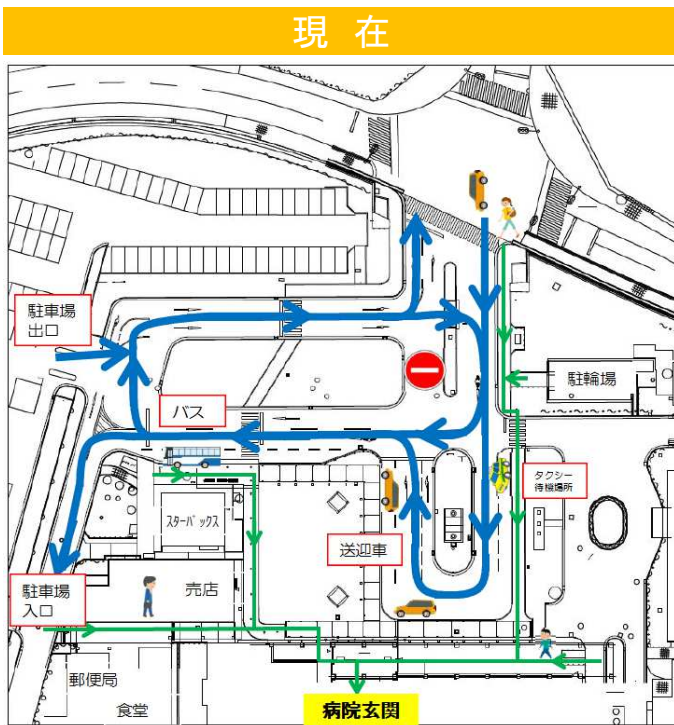 現 在
駐車場
出口
駐輪場
バス
タクシー
待機場所
スターバックス
送迎車
駐車場
入口
売店
郵便局
食堂
病院玄関